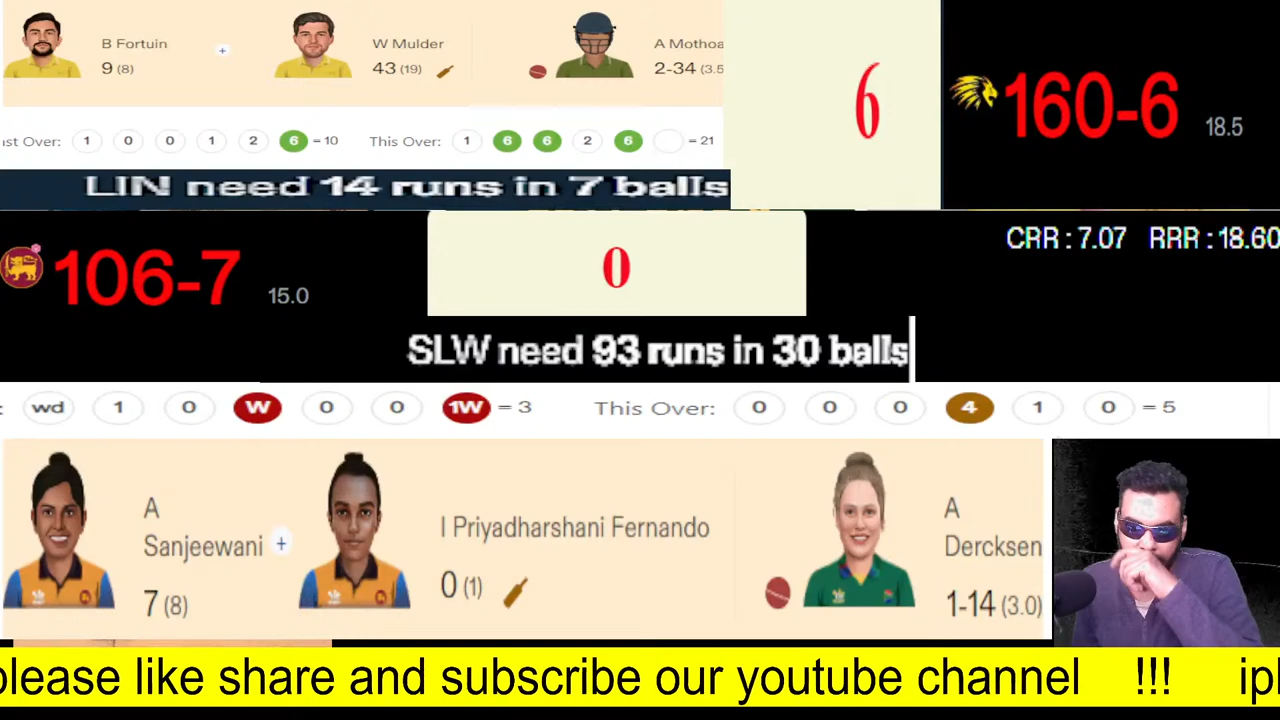 B Fortuin
9 (8)
+
W Mulder
43 (19)
A Mothoa
2-34 (3.5
6
160-6 18.5
ast Over: 1 0 0 1 2 6 = 10 This Over: 1 6 6 2 6 = 21
LIN need 14 runs in 7 balls
106-7 15.0
0
CRR : 7.07 RRR : 18.60
SLW need 93 runs in 30 balls
: wd 1 0 W 0 0 1W = 3 This Over: 0 0 0 4 1 0 = 5
A
Sanjeewani +
7 (8)
I Priyadharshani Fernando
0 (1)
A
Dercksen
1-14 (3.0)
please like share and subscribe our youtube channel !!! ipl